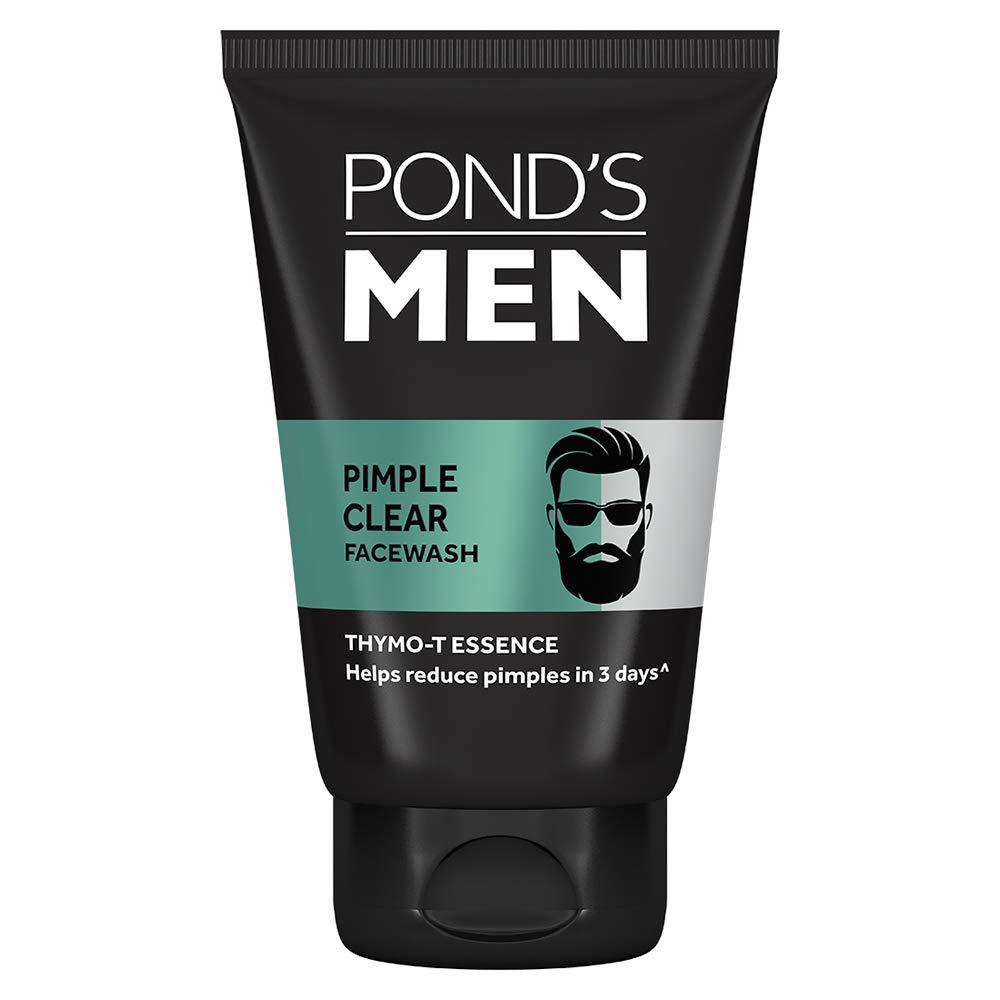 POND'S
MEN
PIMPLE
CLEAR
FACEWASH
THYMO-T ESSENCE
Helps reduce pimples in 3 days^